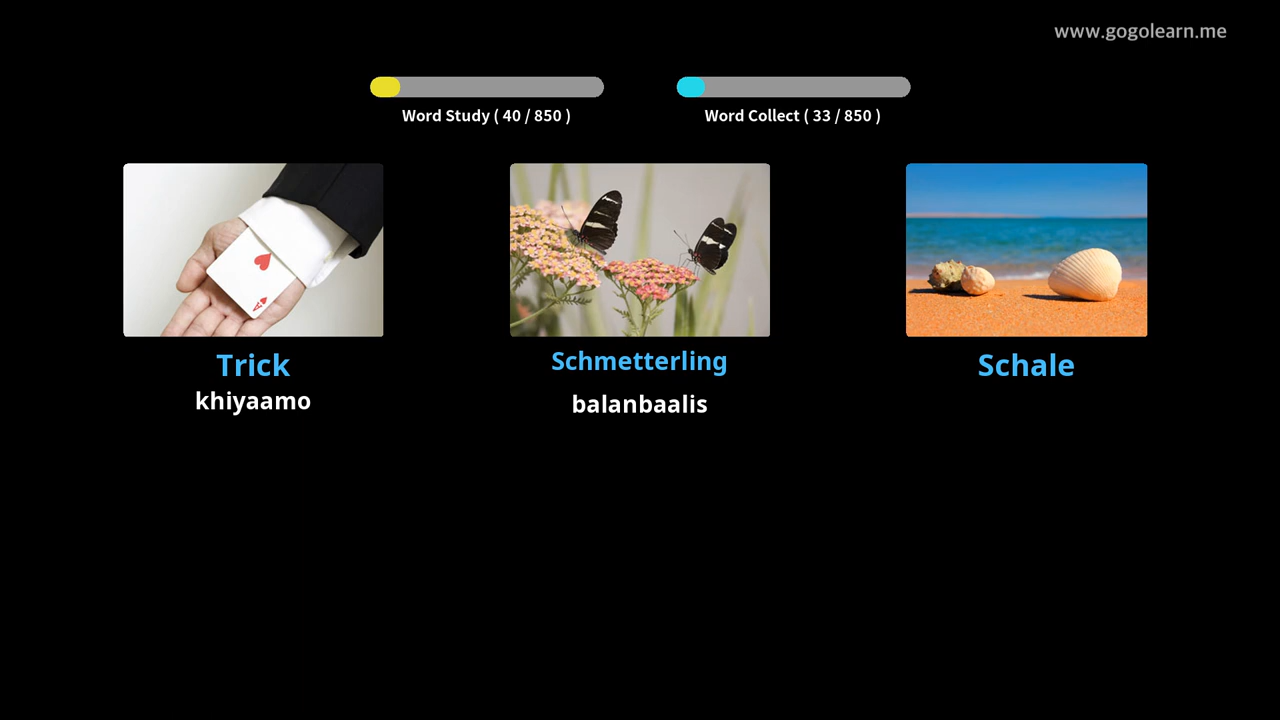 www.gogolearn.me
Word Study ( 40 / 850 )
Word Collect ( 33 / 850 )
Trick
khiyaamo
Schmetterling
balanbaalis
Schale